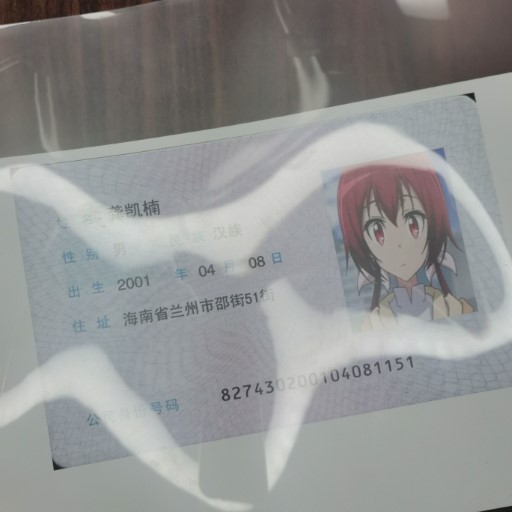 姓名 龚凯楠
性别 男 民族 汉族
出生 2001 年 04 月 08 日
住址 海南省兰州市邵街51街
公民身份号码 827430200104081151